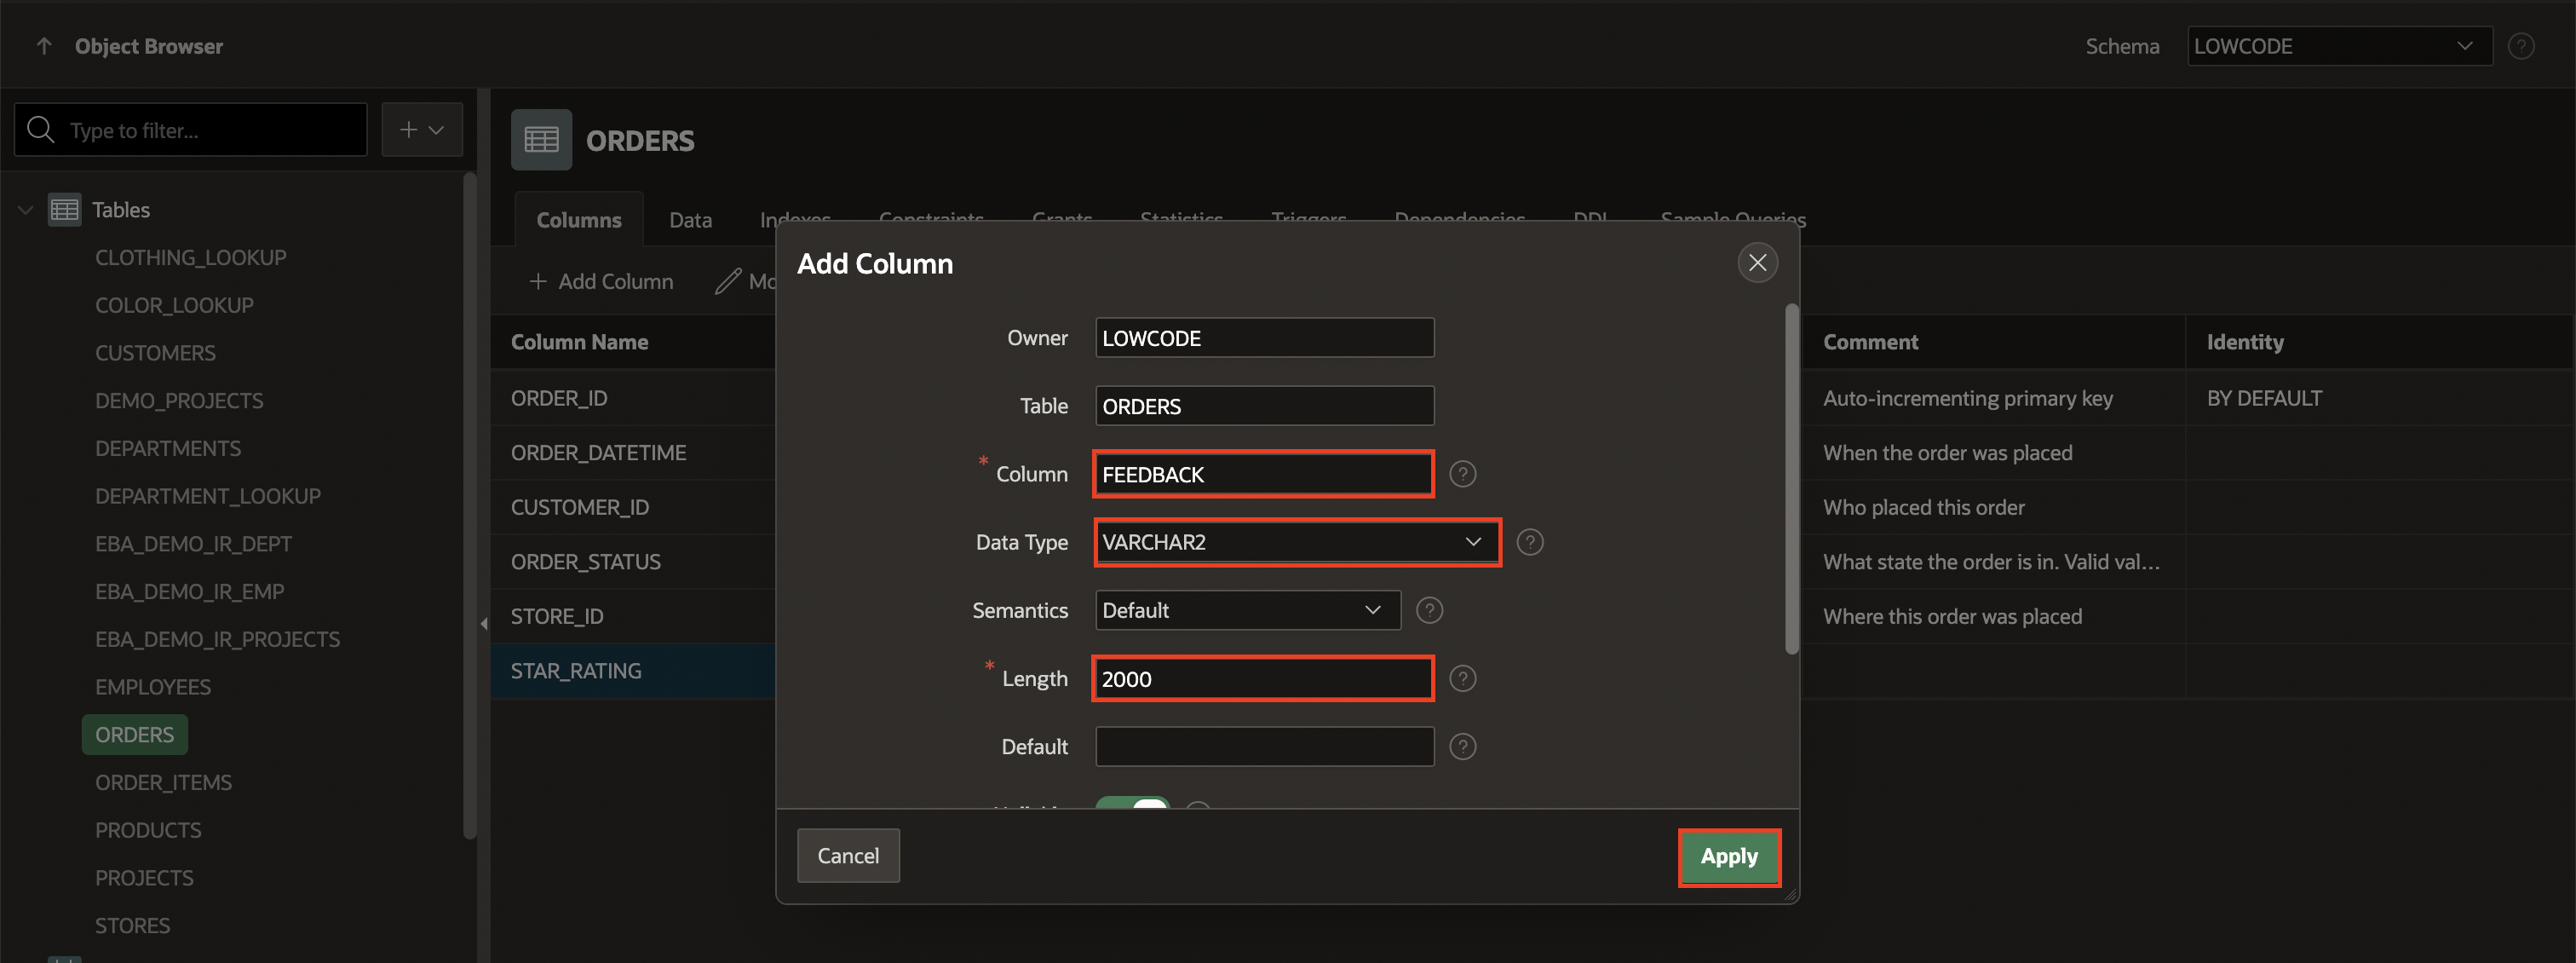 Object Browser
Schema
LOWCODE
Type to filter...
Tables
CLOTHING_LOOKUP
COLOR_LOOKUP
CUSTOMERS
DEMO_PROJECTS
DEPARTMENTS
DEPARTMENT_LOOKUP
EBA_DEMO_IR_DEPT
EBA_DEMO_IR_EMP
EBA_DEMO_IR_PROJECTS
EMPLOYEES
ORDERS
ORDER_ITEMS
PRODUCTS
PROJECTS
STORES
ORDERS
Columns Data Indexes Constraints Grants Statistics Triggers Dependencies DDL Sample Queries
+ Add Column Mo
Column Name
Comment
Identity
ORDER_ID
Auto-incrementing primary key
BY DEFAULT
ORDER_DATETIME
When the order was placed
CUSTOMER_ID
Who placed this order
ORDER_STATUS
What state the order is in. Valid val...
STORE_ID
Where this order was placed
STAR_RATING
Add Column
Owner LOWCODE
Table ORDERS
* Column FEEDBACK ?
Data Type VARCHAR2 ?
Semantics Default ?
* Length 2000 ?
Default ?
Cancel
Apply